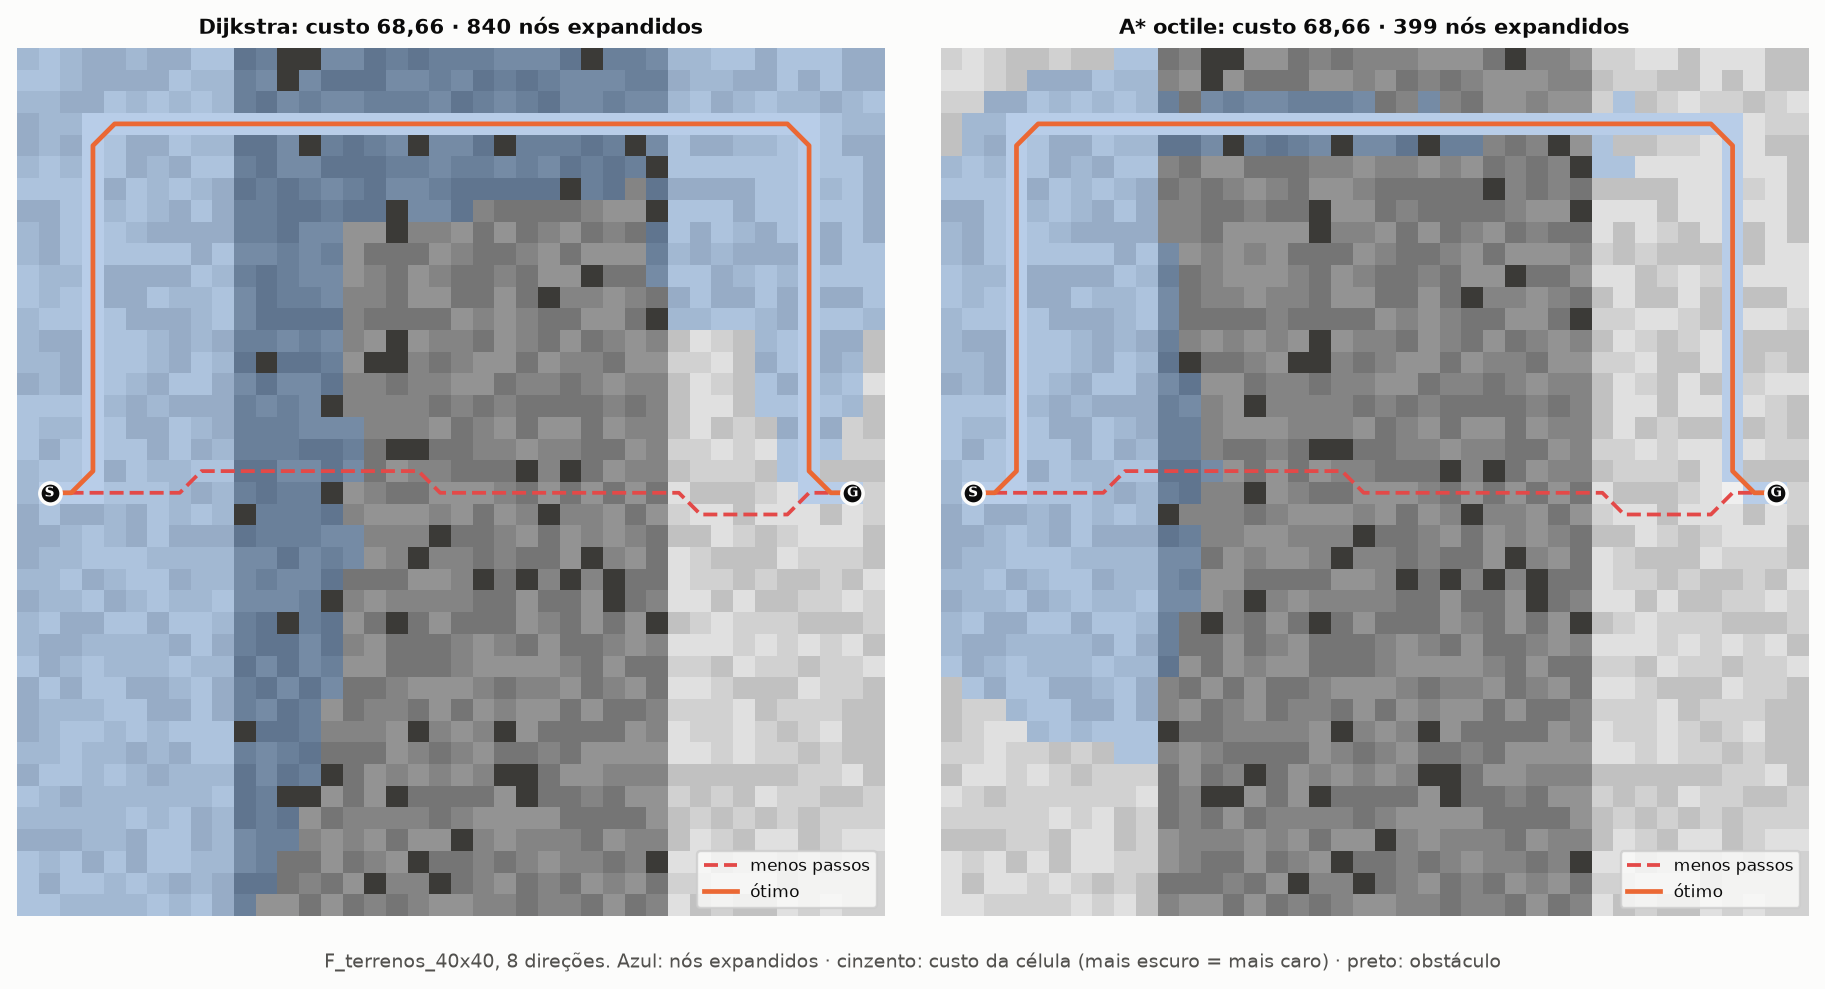 Dijkstra: custo 68,66 · 840 nós expandidos
S
G
menos passos
ótimo
A* octile: custo 68,66 · 399 nós expandidos
S
G
menos passos
ótimo
F_terrenos_40x40, 8 direções. Azul: nós expandidos · cinzento: custo da célula (mais escuro = mais caro) · preto: obstáculo